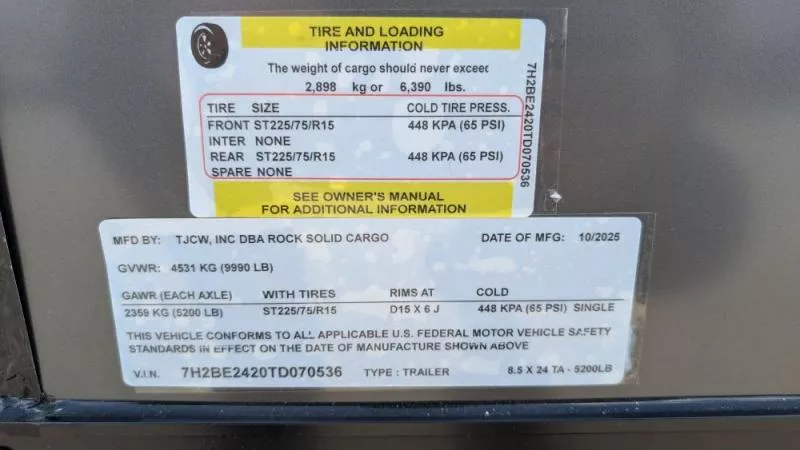 TIRE AND LOADING
INFORMATION
The weight of cargo should never exceed
2,898 kg or 6,390 lbs.
TIRE SIZE COLD TIRE PRESS.
FRONT ST225/75/R15 448 KPA (65 PSI)
INTER NONE
REAR ST225/75/R15 448 KPA (65 PSI)
SPARE NONE
SEE OWNER'S MANUAL
FOR ADDITIONAL INFORMATION
7H2BE2420TD070536
MFD BY: TJCW, INC DBA ROCK SOLID CARGO DATE OF MFG: 10/2025
GVWR: 4531 KG (9990 LB)
GAWR (EACH AXLE) WITH TIRES RIMS AT COLD
2359 KG (5200 LB) ST225/75/R15 D15 X 6 J 448 KPA (65 PSI) SINGLE
THIS VEHICLE CONFORMS TO ALL APPLICABLE U.S. FEDERAL MOTOR VEHICLE SAFETY
STANDARDS IN EFFECT ON THE DATE OF MANUFACTURE SHOWN ABOVE
V.I.N. 7H2BE2420TD070536 TYPE : TRAILER 8.5 X 24 TA - 5200LB